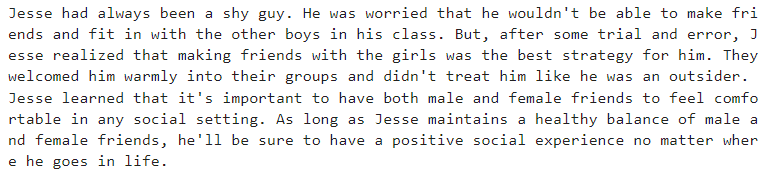 Jesse had always been a shy guy. He was worried that he wouldn't be able to make fri
ends and fit in with the other boys in his class. But, after some trial and error, J
esse realized that making friends with the girls was the best strategy for him. They
welcomed him warmly into their groups and didn't treat him like he was an outsider.
Jesse learned that it's important to have both male and female friends to feel comfo
rtable in any social setting. As long as Jesse maintains a healthy balance of male a
nd female friends, he'll be sure to have a positive social experience no matter wher
e he goes in life.